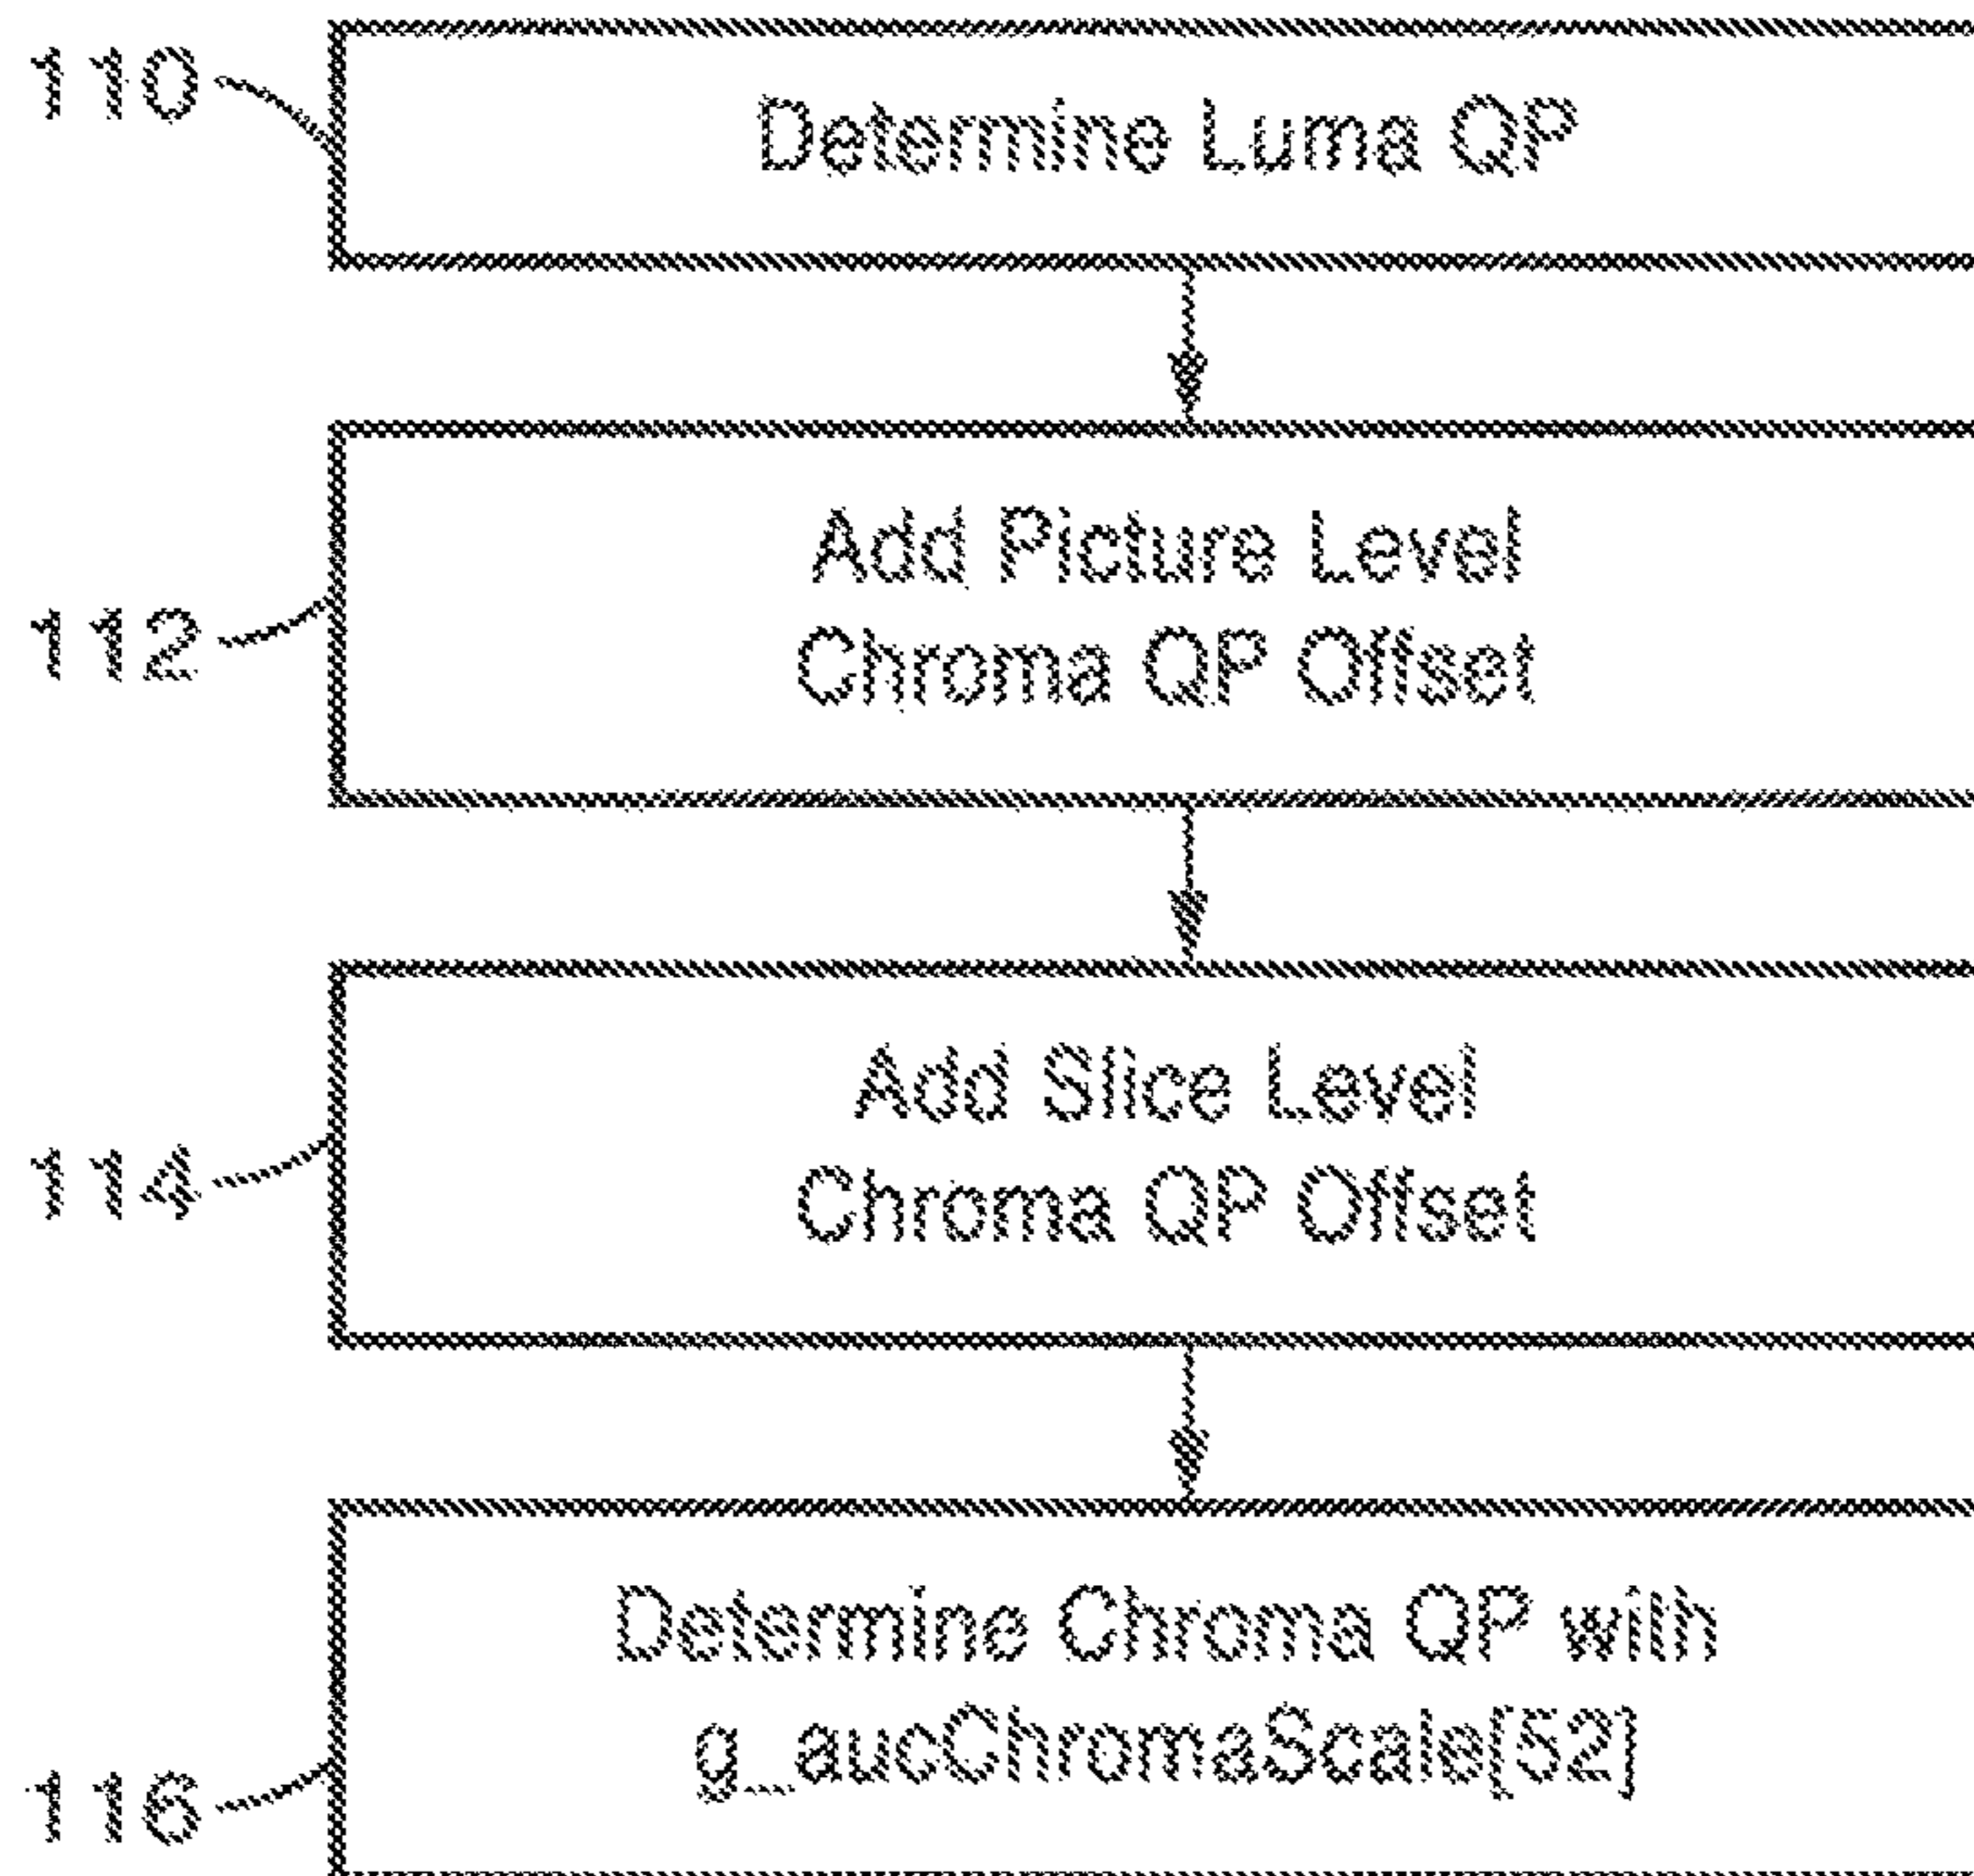 110
Determine Luma QP
Add Picture Level
Chroma QP Offset
112
Add Slice Level
Chroma QP Offset
114
Determine Chroma QP with
g_aucChromaScale[52]
116